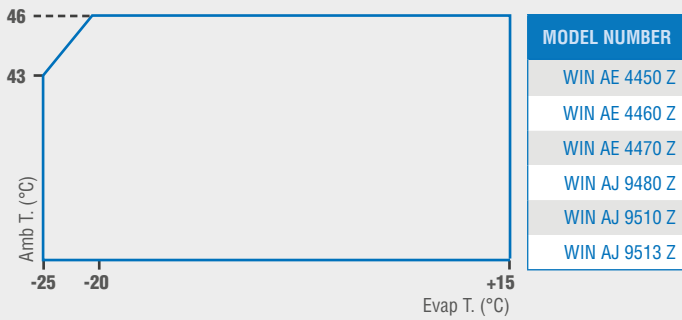 46
43
Amb T. (°C)
-25 -20 +15
Evap T. (°C)
MODEL NUMBER
WIN AE 4450 Z
WIN AE 4460 Z
WIN AE 4470 Z
WIN AJ 9480 Z
WIN AJ 9510 Z
WIN AJ 9513 Z